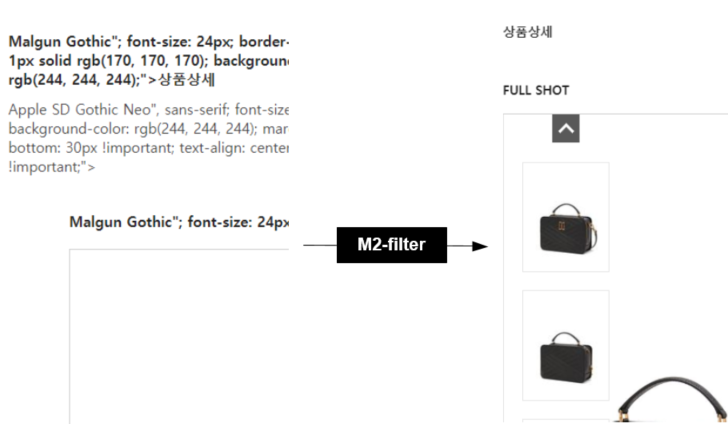 Malgun Gothic"; font-size: 24px; border-
1px solid rgb(170, 170, 170); background
rgb(244, 244, 244);">상품상세
Apple SD Gothic Neo", sans-serif; font-size
background-color: rgb(244, 244, 244); mar
bottom: 30px !important; text-align: center
!important;">
Malgun Gothic"; font-size: 24px
M2-filter
상품상세
FULL SHOT